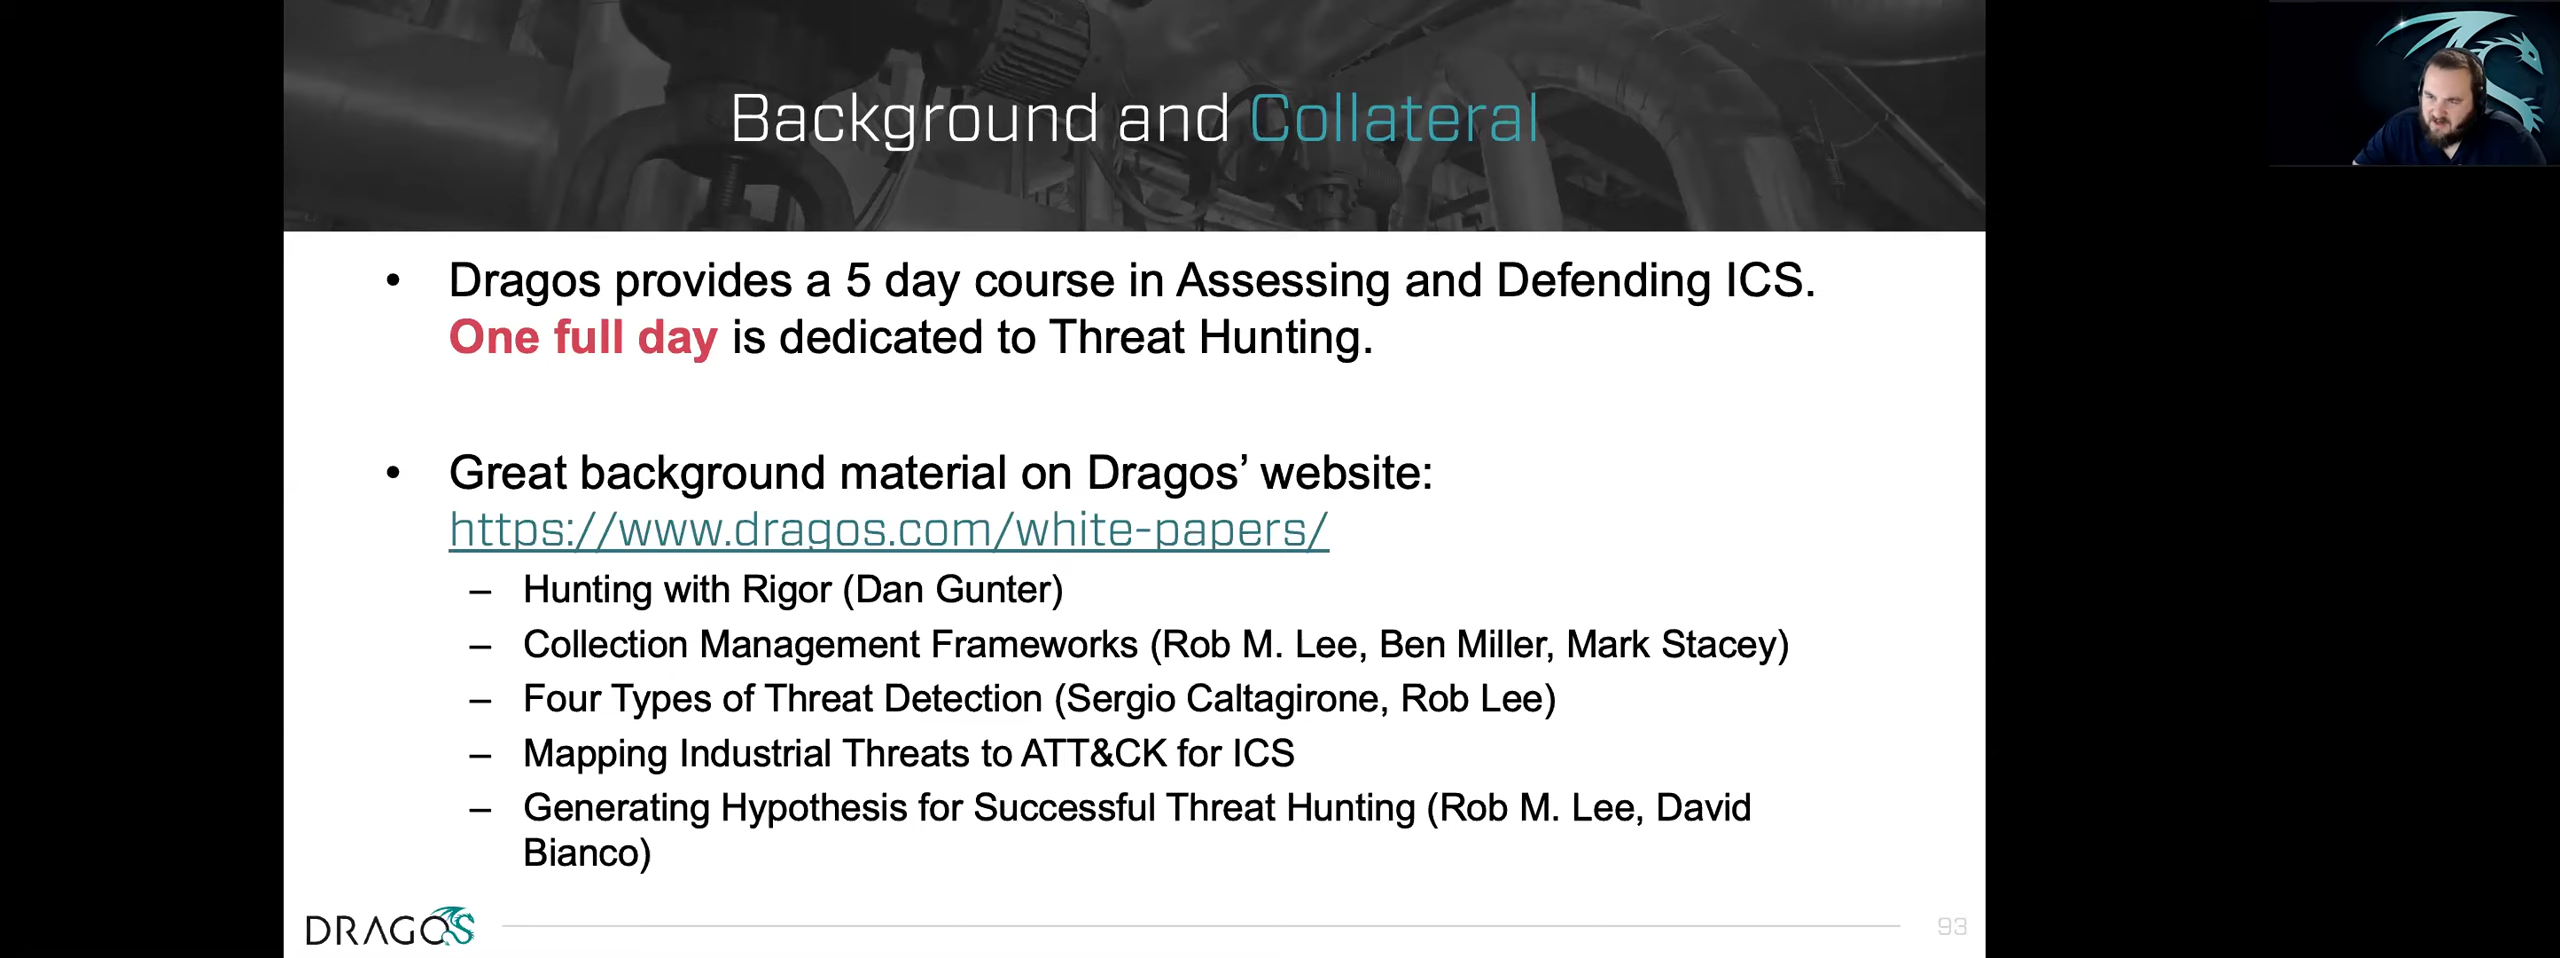 Background and Collateral
• Dragos provides a 5 day course in Assessing and Defending ICS.
One full day is dedicated to Threat Hunting.
• Great background material on Dragos’ website:
https://www.dragos.com/white-papers/
– Hunting with Rigor (Dan Gunter)
– Collection Management Frameworks (Rob M. Lee, Ben Miller, Mark Stacey)
– Four Types of Threat Detection (Sergio Caltagirone, Rob Lee)
– Mapping Industrial Threats to ATT&CK for ICS
– Generating Hypothesis for Successful Threat Hunting (Rob M. Lee, David
Bianco)
DRAGOS
93